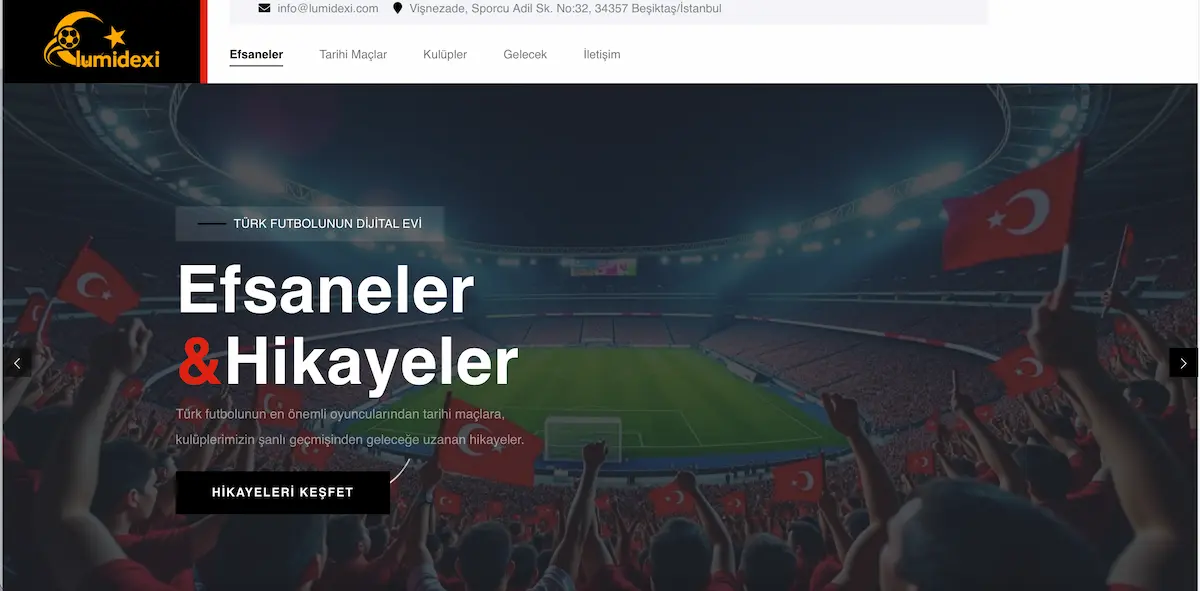 lumidexi
info@lumidexi.com
Vişnezade, Sporcu Adil Sk. No:32, 34357 Beşiktaş/İstanbul
Efsaneler
Tarihi Maçlar
Kulüpler
Gelecek
İletişim
TÜRK FUTBOLUNUN DİJİTAL EVİ
Efsaneler
&Hikayeler
Türk futbolunun en önemli oyuncularından tarihi maçlara,
kulüplerimizin şanlı geçmişinden geleceğe uzanan hikayeler.
HİKAYELERİ KEŞFET